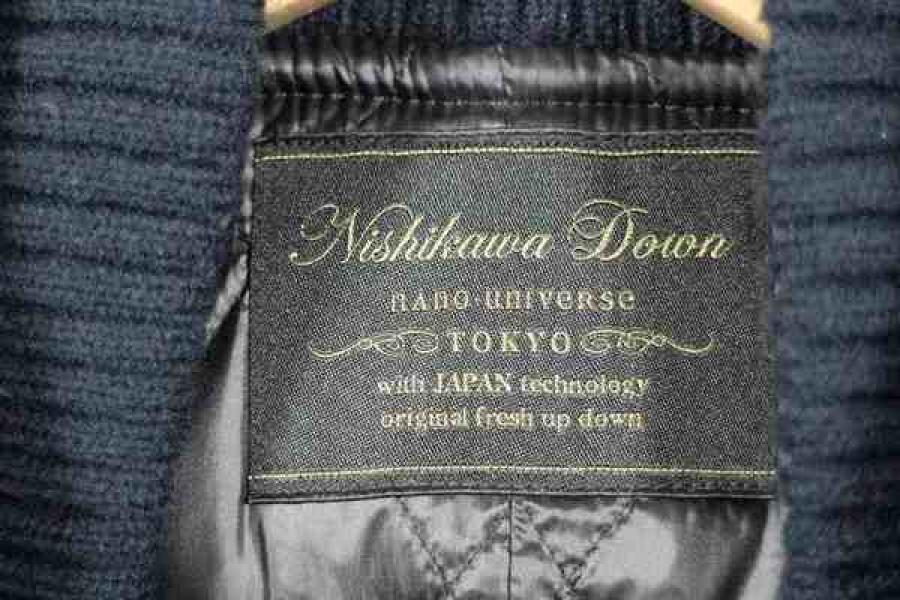 Nishikawa Down
nano·universe
TOKYO
with JAPAN technology
original fresh up down